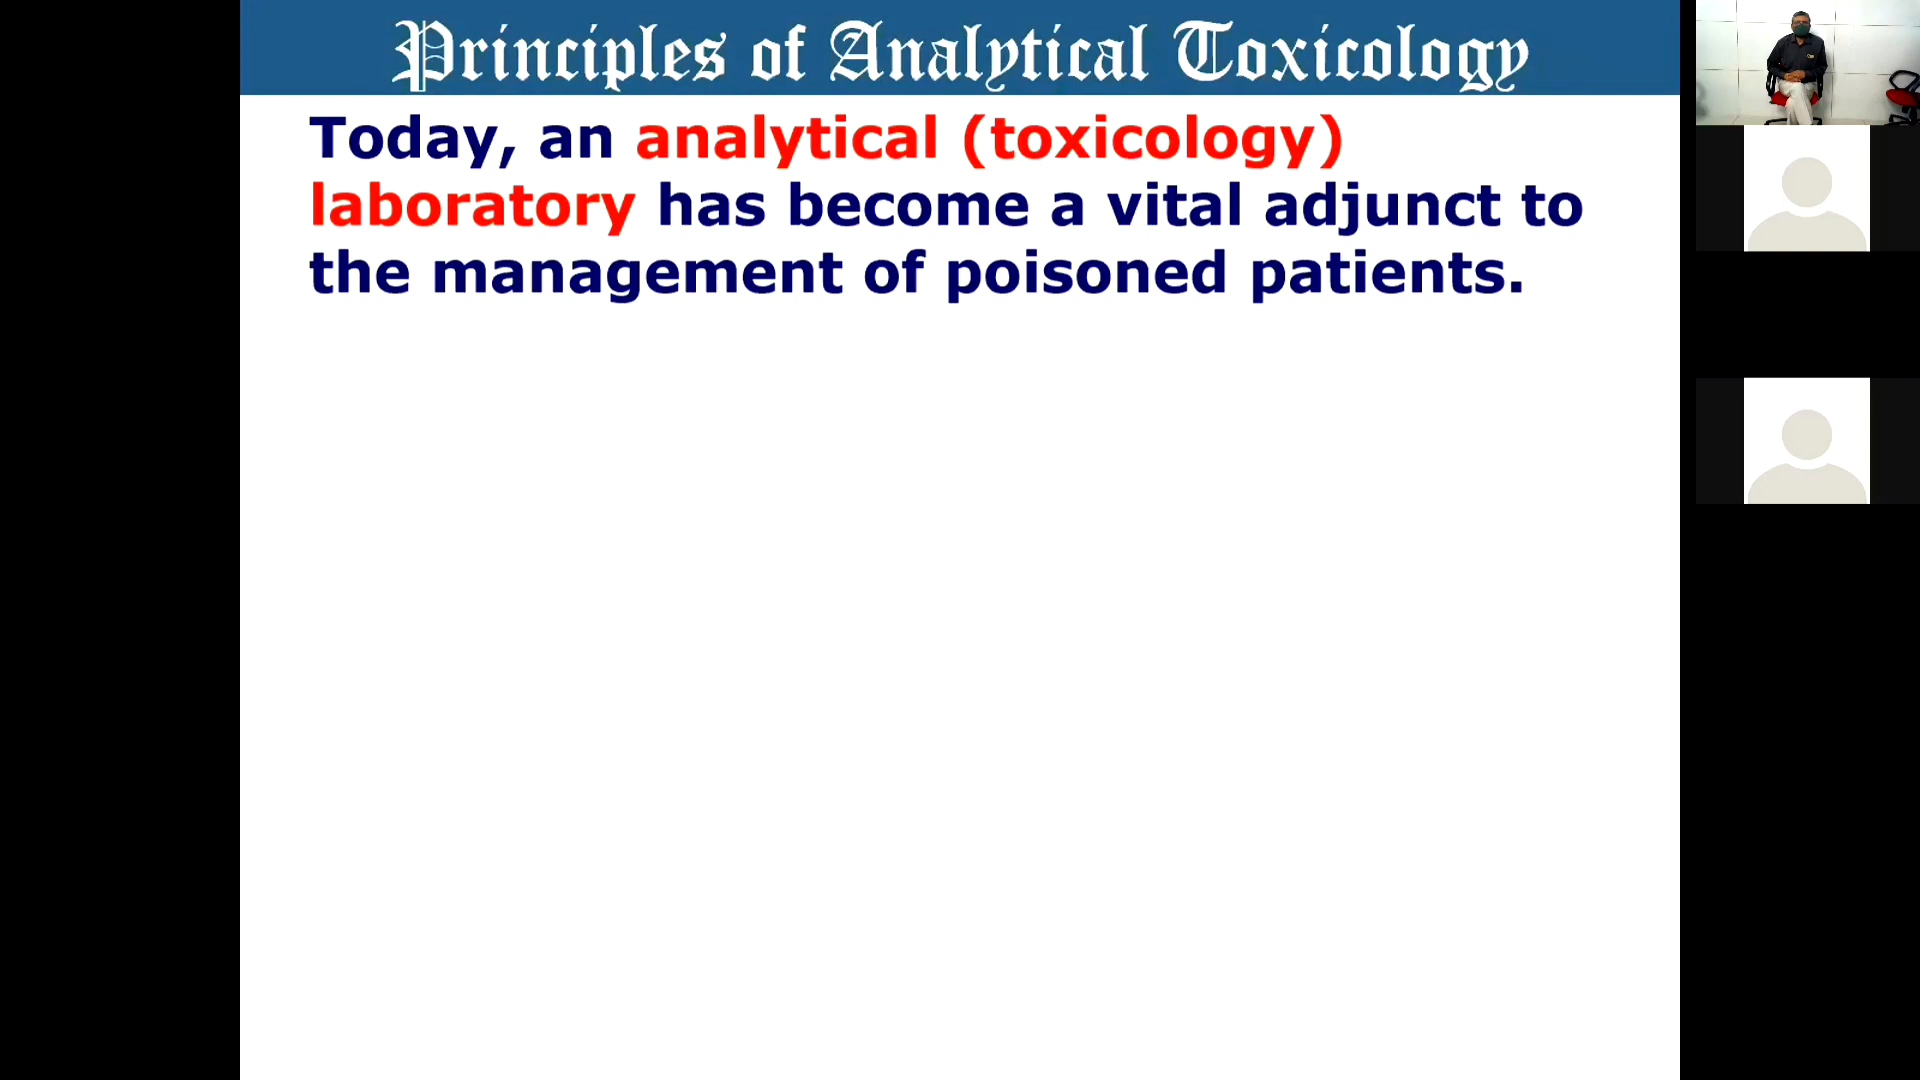 Principles of Analytical Toxicology
Today, an analytical (toxicology)
laboratory has become a vital adjunct to
the management of poisoned patients.